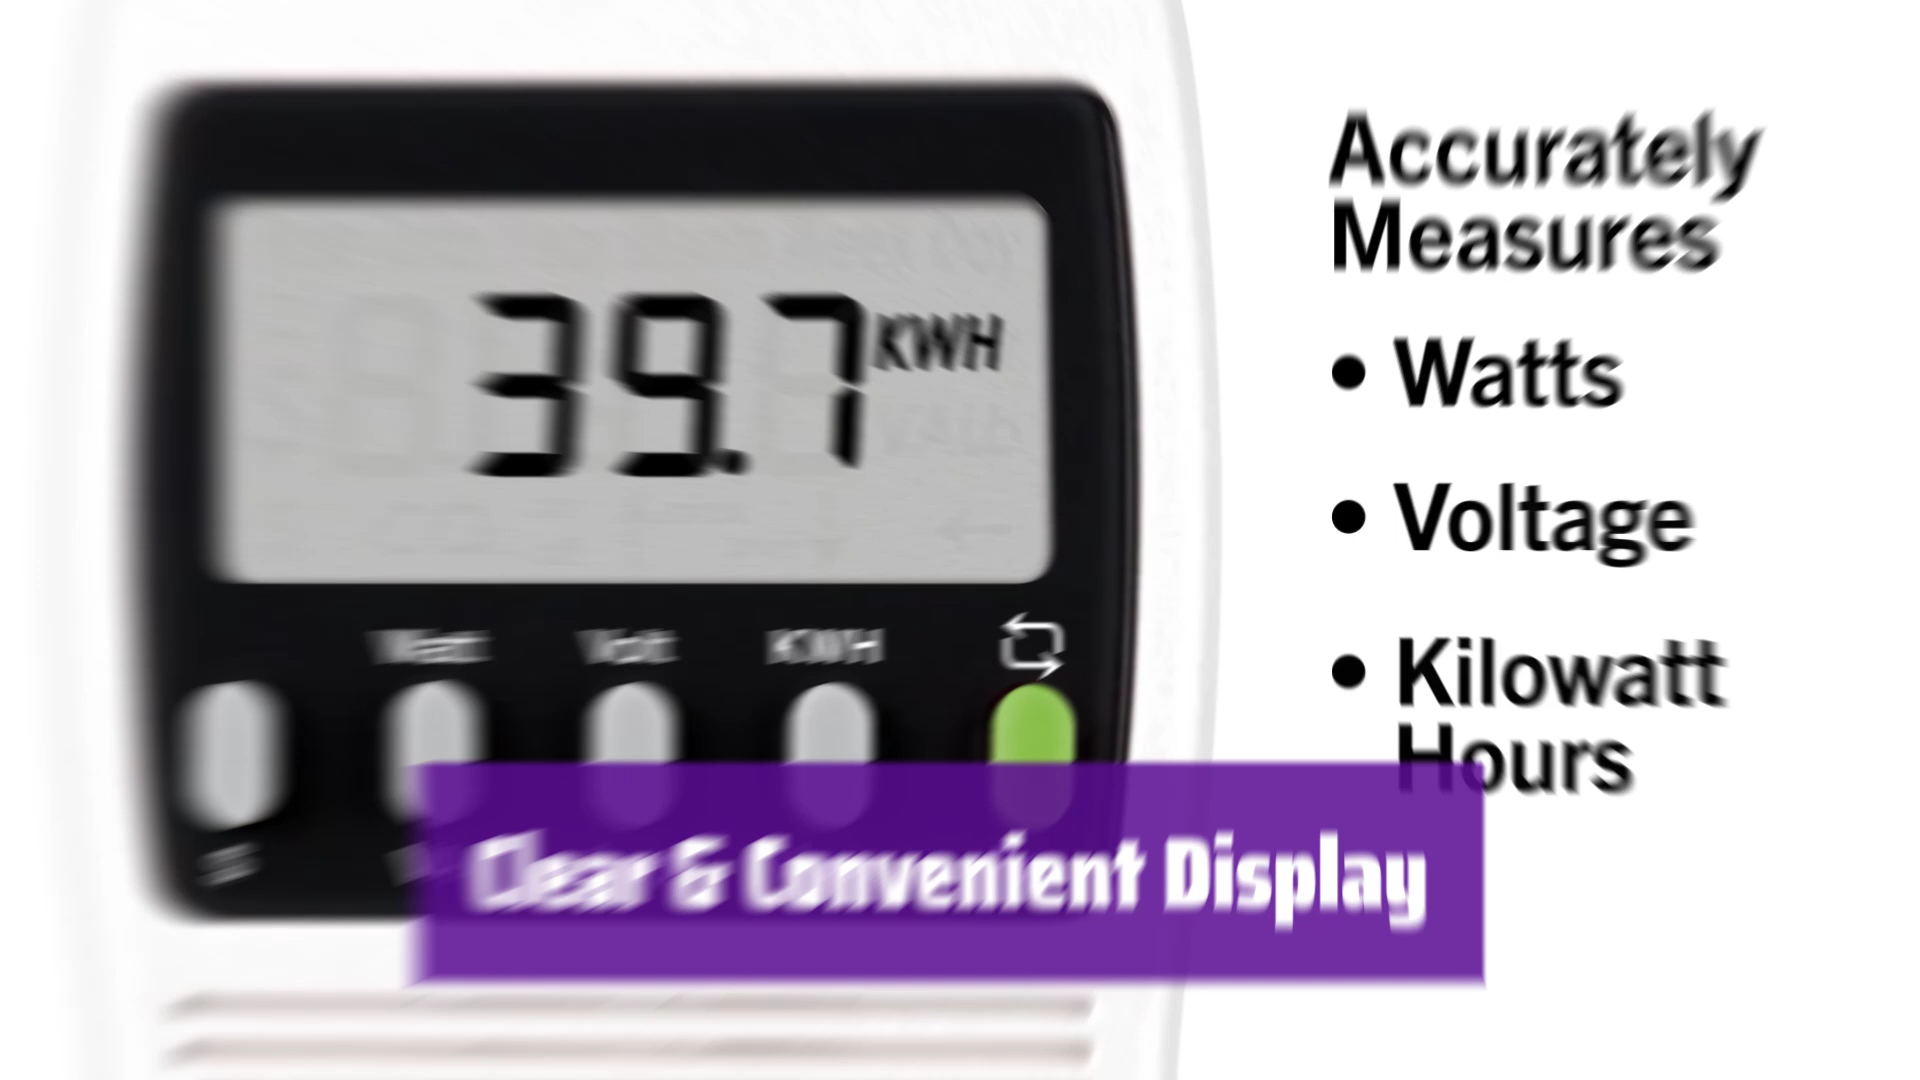 39.7 KWH
Watt Volt KWH
Accurately
Measures
• Watts
• Voltage
• Kilowatt
Hours
Clear & Convenient Display